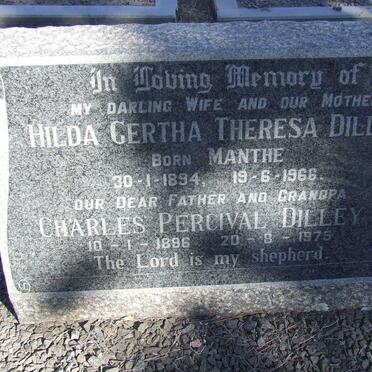 In Loving Memory of
MY DARLING WIFE AND OUR MOTHE
HILDA GERTHA THERESA DILL
BORN MANTHE
30-1-1894, 19-6-1966.
OUR DEAR FATHER AND GRANDPA
CHARLES PERCIVAL DILLEY
10-1-1896 20-8-1975
The Lord is my shepherd.